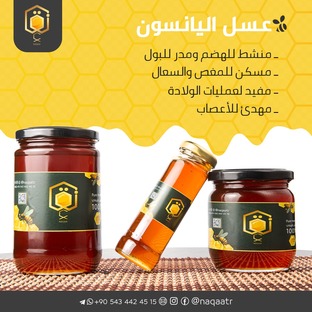 عسل اليانسون
_ منشط للهضم ومدر للبول
_ مسكن للمغص والسعال
_ مفيد لعمليات الولادة
_ مهدئ للأعصاب
+90 543 442 45 15
@naqaatr